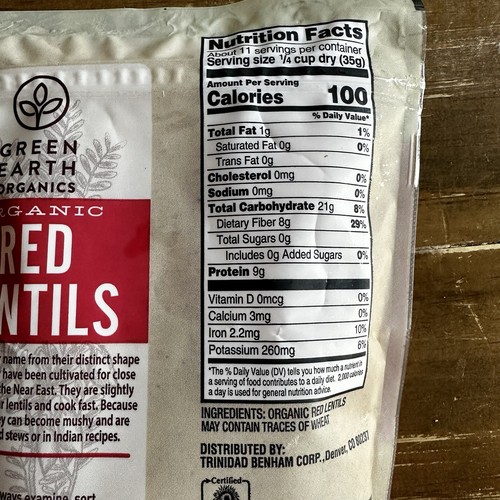 GREEN
EARTH
ORGANICS
RGANIC
RED
NTILS
name from their distinct shape
have been cultivated for close
he Near East. They are slightly
r lentils and cook fast. Because
ey can become mushy and are
d stews or in Indian recipes.
ways examine, sort
Nutrition Facts
About 11 servings per container
Serving size 1/4 cup dry (35g)
Amount Per Serving
Calories 100
% Daily Value*
Total Fat 1g 1%
Saturated Fat 0g 0%
Trans Fat 0g
Cholesterol 0mg 0%
Sodium 0mg 0%
Total Carbohydrate 21g 8%
Dietary Fiber 8g 29%
Total Sugars 0g
Includes 0g Added Sugars 0%
Protein 9g
Vitamin D 0mcg 0%
Calcium 3mg 0%
Iron 2.2mg 10%
Potassium 260mg 6%
*The % Daily Value (DV) tells you how much a nutrient in
a serving of food contributes to a daily diet. 2,000 calories
a day is used for general nutrition advice.
INGREDIENTS: ORGANIC RED LENTILS
MAY CONTAIN TRACES OF WHEAT
DISTRIBUTED BY:
TRINIDAD BENHAM CORP., Denver, CO 80237
Certified